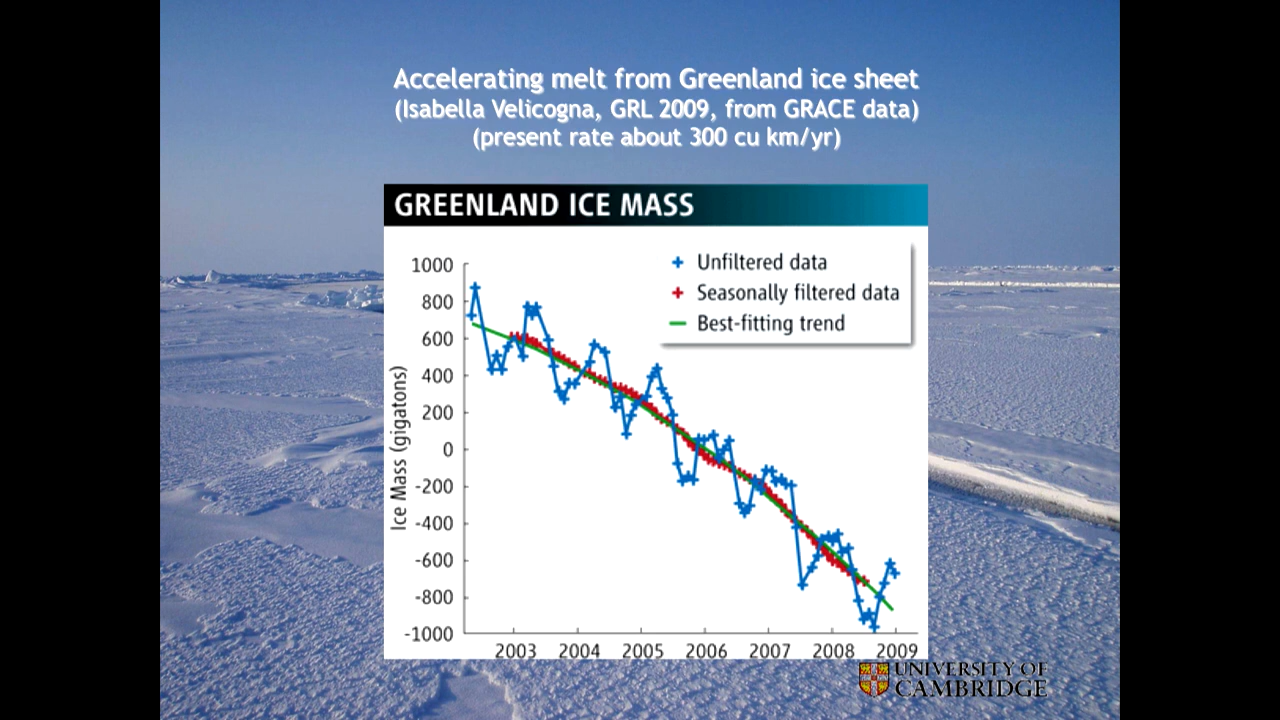 Accelerating melt from Greenland ice sheet
(Isabella Velicogna, GRL 2009, from GRACE data)
(present rate about 300 cu km/yr)
GREENLAND ICE MASS
Unfiltered data
Seasonally filtered data
Best-fitting trend
Ice Mass (gigatons)
1000
800
600
400
200
0
-200
-400
-600
-800
-1000
2003 2004 2005 2006 2007 2008 2009
UNIVERSITY OF
CAMBRIDGE